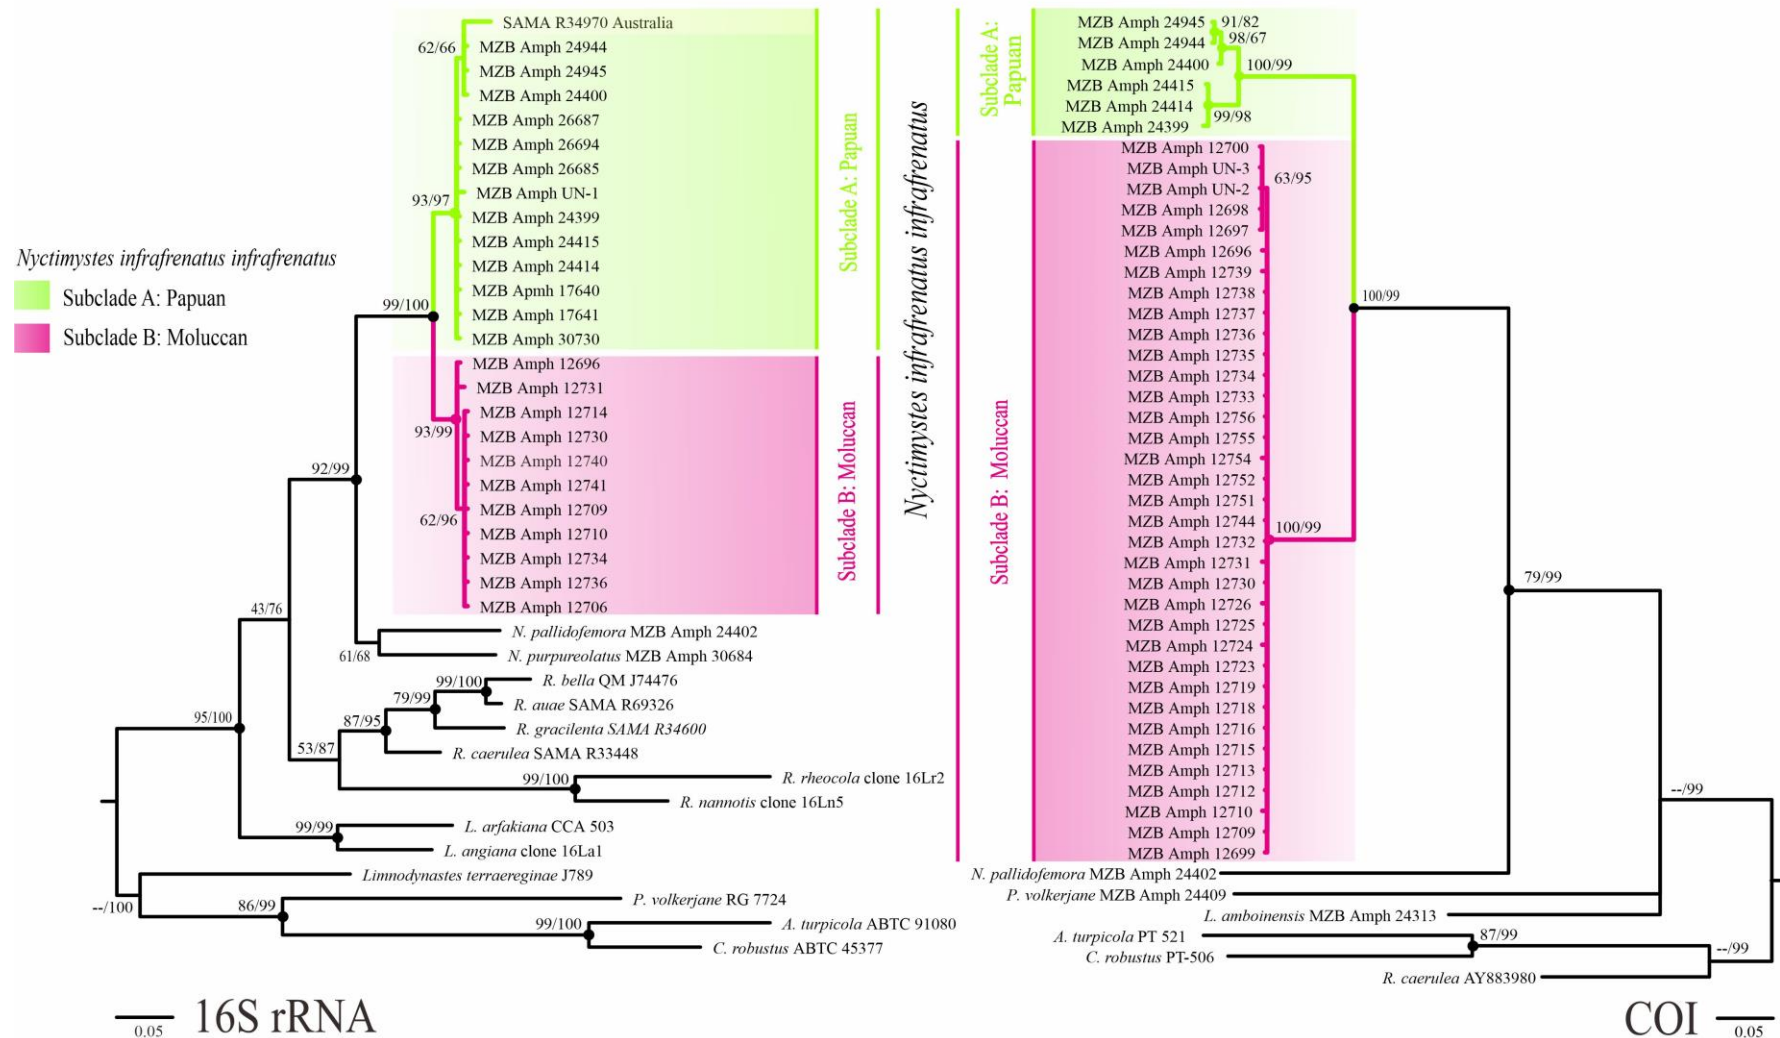 SAMA R34970 Australia
62/66
MZB Amph 24944
MZB Amph 24945
MZB Amph 24400
MZB Amph 26687
MZB Amph 26694
MZB Amph 26685
MZB Amph UN-1
93/97
MZB Amph 24399
MZB Amph 24415
MZB Amph 24414
MZB Apmh 17640
MZB Amph 17641
MZB Amph 30730
Subclade A: Papuan
Nyctimystes infrafrenatus infrafrenatus
Subclade A: Papuan
Subclade B: Moluccan
99/100
MZB Amph 12696
MZB Amph 12731
MZB Amph 12714
93/99
MZB Amph 12730
MZB Amph 12740
MZB Amph 12741
MZB Amph 12709
62/96
MZB Amph 12710
MZB Amph 12734
MZB Amph 12736
MZB Amph 12706
Subclade B: Moluccan
92/99
43/76
N. pallidofemora MZB Amph 24402
61/68
N. purpureolatus MZB Amph 30684
99/100
R. bella QM J74476
79/99
R. auae SAMA R69326
87/95
R. gracilenta SAMA R34600
95/100
53/87
R. caerulea SAMA R33448
99/100
R. rheocola clone 16Lr2
R. nannotis clone 16Ln5
99/99
L. arfakiana CCA 503
L. angiana clone 16La1
Limnodynastes terraereginae J789
--/100
86/99
P. volkerjane RG 7724
99/100
A. turpicola ABTC 91080
C. robustus ABTC 45377
0.05
16S rRNA
Nyctimystes infrafrenatus infrafrenatus
Subclade A:
Papuan
MZB Amph 24945
91/82
MZB Amph 24944
98/67
MZB Amph 24400
100/99
MZB Amph 24415
MZB Amph 24414
99/98
MZB Amph 24399
Subclade B: Moluccan
MZB Amph 12700
MZB Amph UN-3
63/95
MZB Amph UN-2
MZB Amph 12698
MZB Amph 12697
MZB Amph 12696
MZB Amph 12739
MZB Amph 12738
100/99
MZB Amph 12737
MZB Amph 12736
MZB Amph 12735
MZB Amph 12734
MZB Amph 12733
MZB Amph 12756
MZB Amph 12755
MZB Amph 12754
MZB Amph 12752
MZB Amph 12751
MZB Amph 12744
100/99
MZB Amph 12732
MZB Amph 12731
MZB Amph 12730
79/99
MZB Amph 12726
MZB Amph 12725
MZB Amph 12724
MZB Amph 12723
MZB Amph 12719
MZB Amph 12718
MZB Amph 12716
MZB Amph 12715
MZB Amph 12713
MZB Amph 12712
--/99
MZB Amph 12710
MZB Amph 12709
MZB Amph 12699
N. pallidofemora MZB Amph 24402
P. volkerjane MZB Amph 24409
L. amboinensis MZB Amph 24313
A. turpicola PT 521
87/99
C. robustus PT-506
--/99
R. caerulea AY883980
COI
0.05